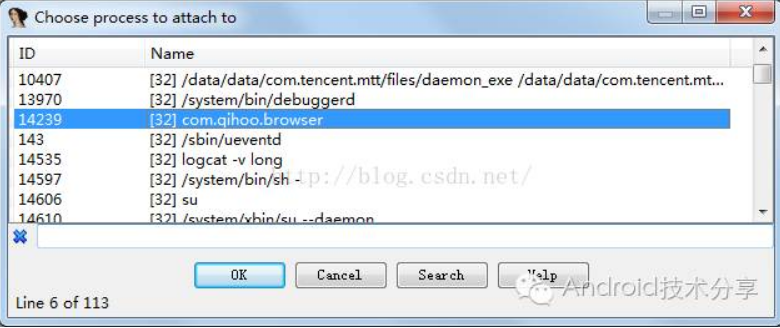 Choose process to attach to
ID Name
10407 [32] /data/data/com.tencent.mtt/files/daemon_exe /data/data/com.tencent.mt...
13970 [32] /system/bin/debuggerd
14239 [32] com.qihoo.browser
143 [32] /sbin/ueventd
14535 [32] logcat -v long
14597 [32] /system/bin/sh -
14606 [32] su
14610 [32] /system/xbin/su --daemon
http://blog.csdn.net/
OK Cancel Search Help
Android技术分享
Line 6 of 113